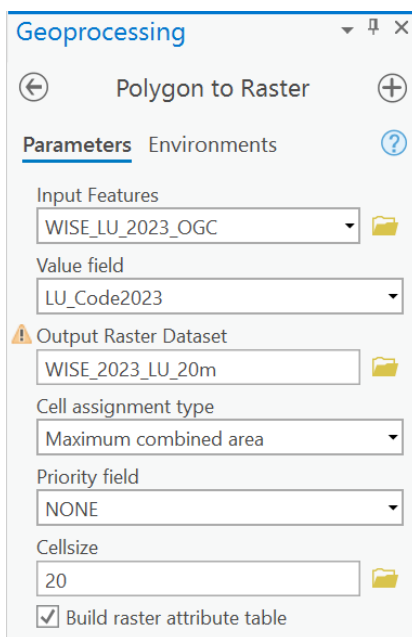 Geoprocessing
Polygon to Raster
Parameters Environments
Input Features
WISE_LU_2023_OGC
Value field
LU_Code2023
Output Raster Dataset
WISE_2023_LU_20m
Cell assignment type
Maximum combined area
Priority field
NONE
Cellsize
20
Build raster attribute table